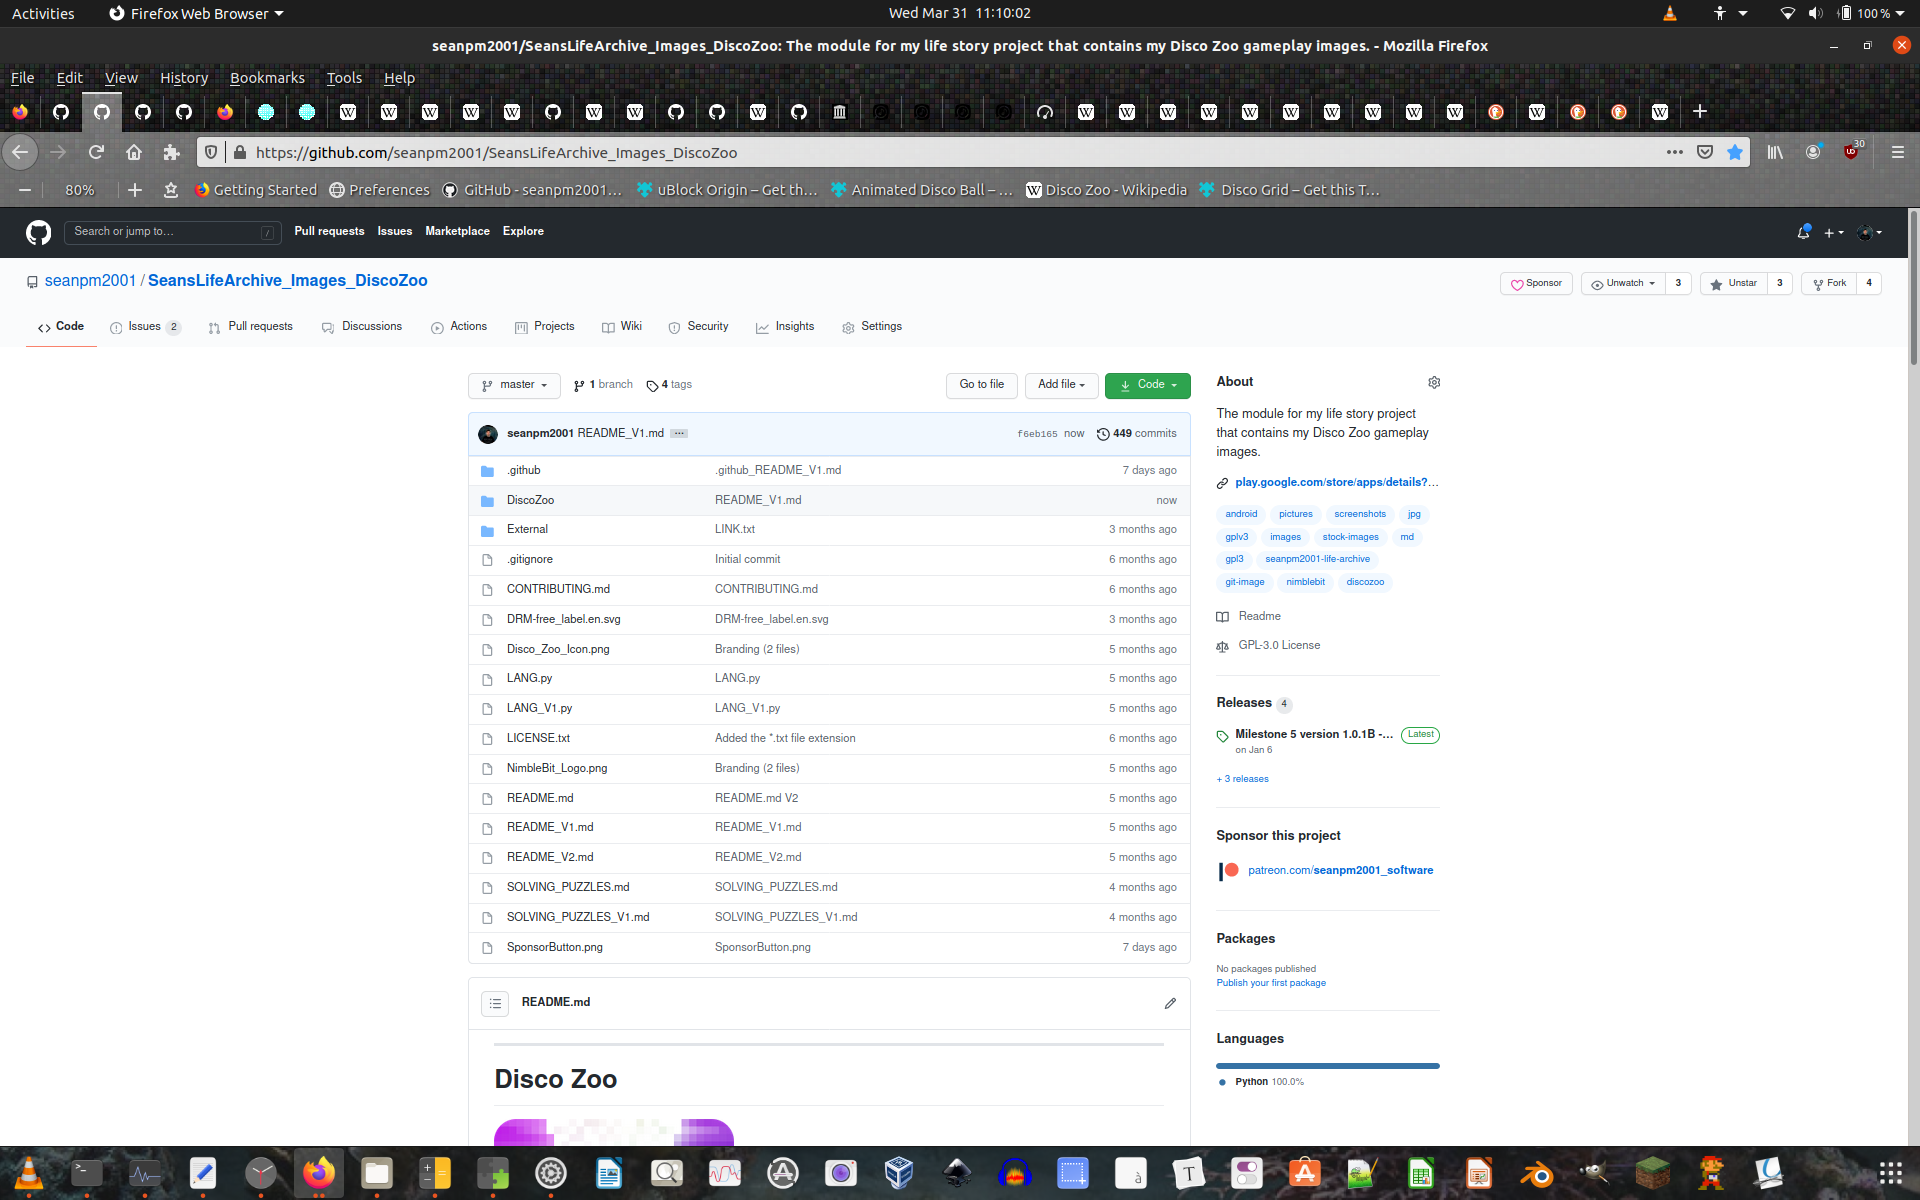 Activities
Firefox Web Browser
Wed Mar 31 11:10:02
100 %
seanpm2001/SeansLifeArchive_Images_DiscoZoo: The module for my life story project that contains my Disco Zoo gameplay images. - Mozilla Firefox
File Edit View History Bookmarks Tools Help
https://github.com/seanpm2001/SeansLifeArchive_Images_DiscoZoo
30
80%
Getting Started
Preferences
GitHub - seanpm2001…
uBlock Origin – Get th…
Animated Disco Ball – …
Disco Zoo - Wikipedia
Disco Grid – Get this T…
Search or jump to…
/
Pull requests Issues Marketplace Explore
seanpm2001 / SeansLifeArchive_Images_DiscoZoo
Sponsor
Unwatch 3
Unstar 3
Fork 4
Code
Issues 2
Pull requests
Discussions
Actions
Projects
Wiki
Security
Insights
Settings
master
1 branch
4 tags
Go to file
Add file
Code
seanpm2001 README_V1.md ···
f6eb165 now 449 commits
.github .github_README_V1.md 7 days ago
DiscoZoo README_V1.md now
External LINK.txt 3 months ago
.gitignore Initial commit 6 months ago
CONTRIBUTING.md CONTRIBUTING.md 6 months ago
DRM-free_label.en.svg DRM-free_label.en.svg 3 months ago
Disco_Zoo_Icon.png Branding (2 files) 5 months ago
LANG.py LANG.py 5 months ago
LANG_V1.py LANG_V1.py 5 months ago
LICENSE.txt Added the *.txt file extension 6 months ago
NimbleBit_Logo.png Branding (2 files) 5 months ago
README.md README.md V2 5 months ago
README_V1.md README_V1.md 5 months ago
README_V2.md README_V2.md 5 months ago
SOLVING_PUZZLES.md SOLVING_PUZZLES.md 4 months ago
SOLVING_PUZZLES_V1.md SOLVING_PUZZLES_V1.md 4 months ago
SponsorButton.png SponsorButton.png 7 days ago
README.md
Disco Zoo
About
The module for my life story project
that contains my Disco Zoo gameplay
images.
play.google.com/store/apps/details?…
android pictures screenshots jpg
gplv3 images stock-images md
gpl3 seanpm2001-life-archive
git-image nimblebit discozoo
Readme
GPL-3.0 License
Releases 4
Milestone 5 version 1.0.1B -… Latest
on Jan 6
+ 3 releases
Sponsor this project
patreon.com/seanpm2001_software
Packages
No packages published
Publish your first package
Languages
Python 100.0%